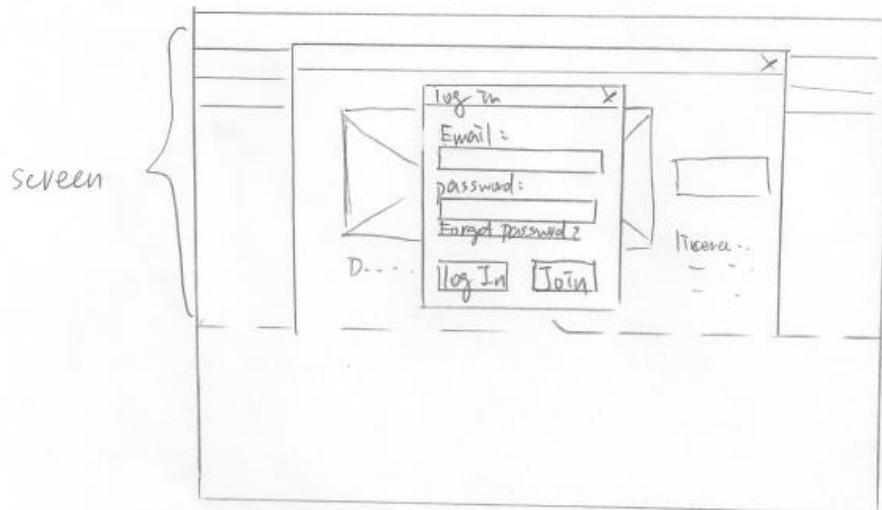 screen
X
log in X
Email :
password :
Forgot password?
D....
log In Join